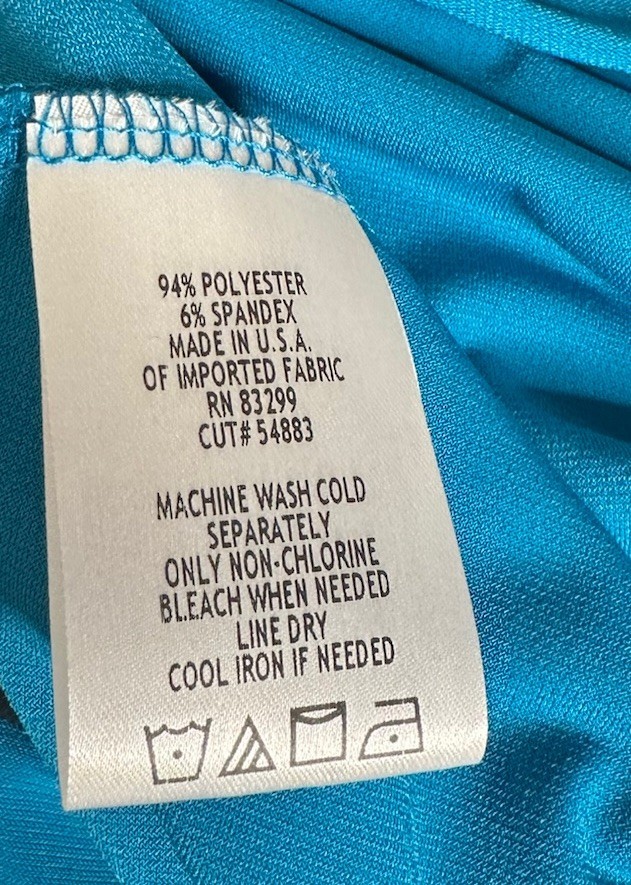 94% POLYESTER
6% SPANDEX
MADE IN U.S.A.
OF IMPORTED FABRIC
RN 83299
CUT# 54883
MACHINE WASH COLD
SEPARATELY
ONLY NON-CHLORINE
BLEACH WHEN NEEDED
LINE DRY
COOL IRON IF NEEDED